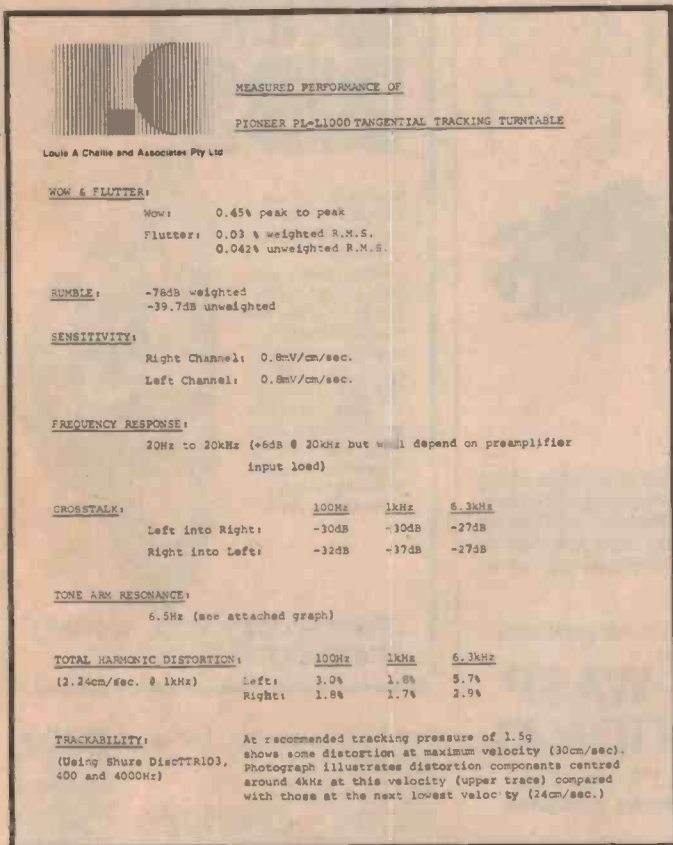 MEASURED PERFORMANCE OF
PIONEER PL-L1000 TANGENTIAL TRACKING TURNTABLE
Louis A Challis and Associates Pty Ltd
WOW & FLUTTER:
Wow: 0.45% peak to peak
Flutter: 0.03 % weighted R.M.S.
0.042% unweighted R.M.S.
RUMBLE: -78dB weighted
-39.7dB unweighted
SENSITIVITY:
Right Channel: 0.8mV/cm/sec.
Left Channel: 0.8mV/cm/sec.
FREQUENCY RESPONSE:
20Hz to 20kHz (+6dB @ 20kHz but will depend on preamplifier
input load)
CROSSTALK: 100Hz 1kHz 6.3kHz
Left into Right: -30dB -30dB -27dB
Right into Left: -32dB -37dB -27dB
TONE ARM RESONANCE:
6.5Hz (see attached graph)
TOTAL HARMONIC DISTORTION: 100Hz 1kHz 6.3kHz
(2.24cm/sec. @ 1kHz) Left: 3.0% 1.8% 5.7%
Right: 1.8% 1.7% 2.9%
TRACKABILITY: At recommended tracking pressure of 1.5g
shows some distortion at maximum velocity (30cm/sec).
(Using Shure DiscTTR103, Photograph illustrates distortion components centred
400 and 4000Hz) around 4kHz at this velocity (upper trace) compared
with those at the next lowest velocity (24cm/sec.)